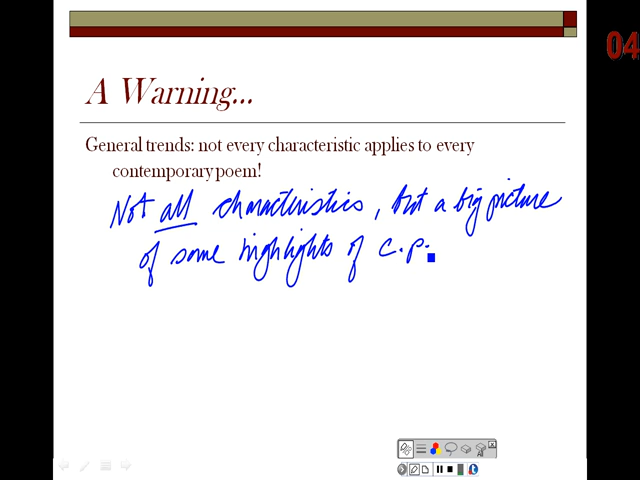 04
A Warning...
General trends: not every characteristic applies to every
contemporary poem!
Not all characteristics, but a big picture
of some highlights of c.p.
All